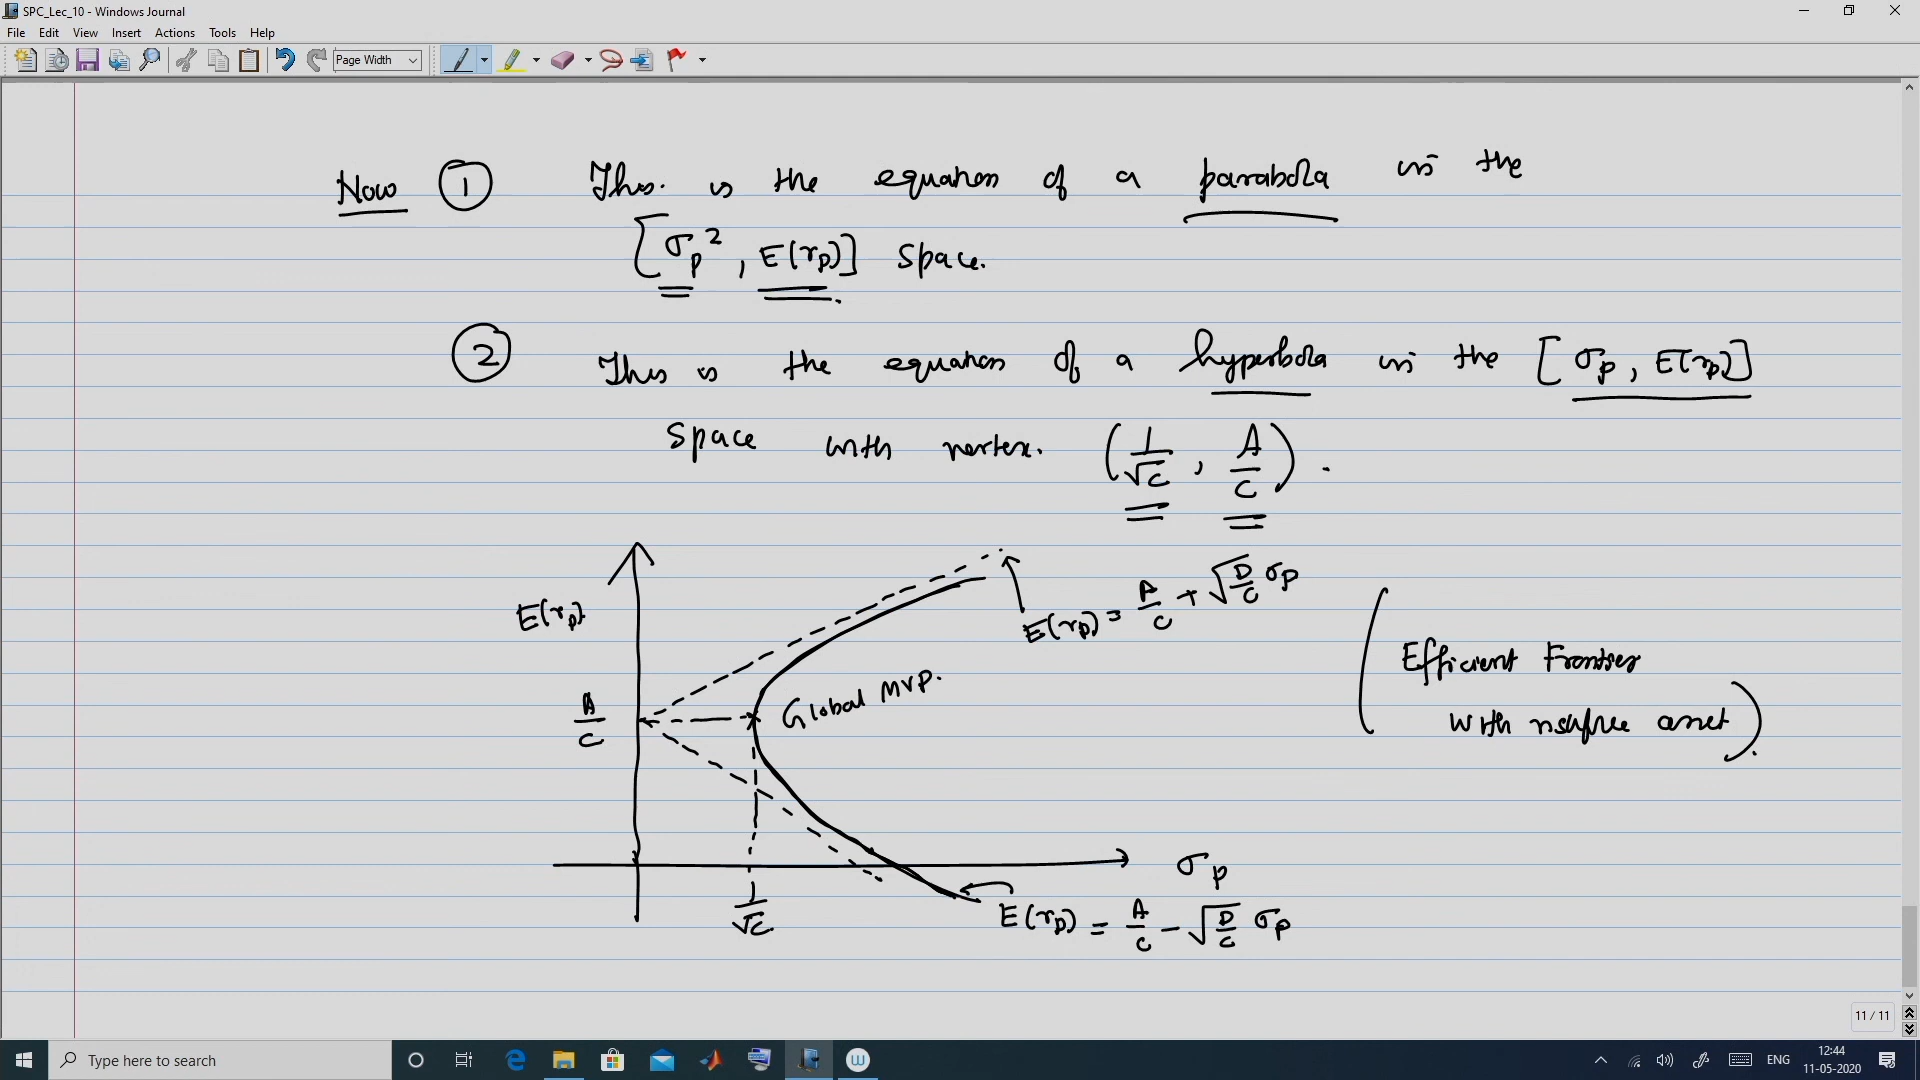 SPC_Lec_10 - Windows Journal
File Edit View Insert Actions Tools Help
Page Width
Now ① This is the equation of a parabola in the
[σp², E(rp)] space.
② This is the equation of a hyperbola in the [σp, E(rp)]
space with vertex. (1/√C, A/C).
E(rp) = A/C + √(D/C) σp
E(rp)
Efficient Frontier
Global MVP.
A/C
(with riskfree asset).
σp
1/√C
E(rp) = A/C - √(D/C) σp
11 / 11
Type here to search
ENG
12:44
11-05-2020